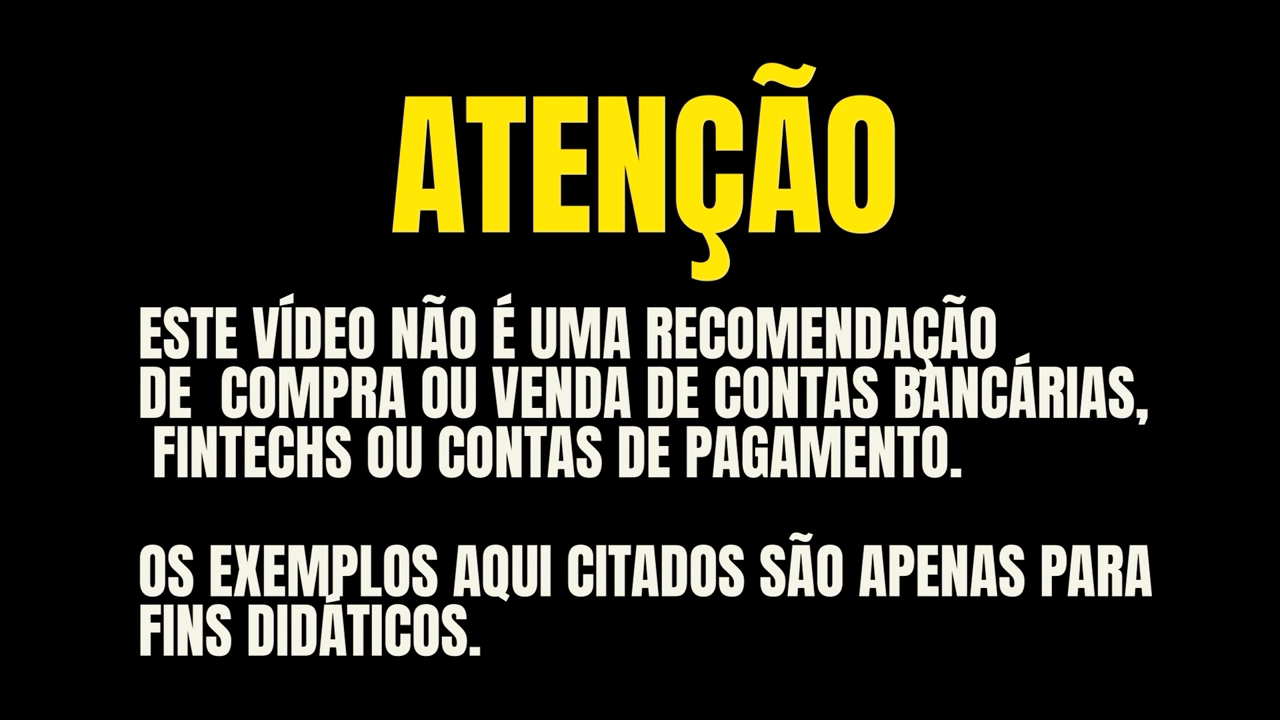 ATENÇÃO
ESTE VÍDEO NÃO É UMA RECOMENDAÇÃO
DE COMPRA OU VENDA DE CONTAS BANCÁRIAS,
FINTECHS OU CONTAS DE PAGAMENTO.
OS EXEMPLOS AQUI CITADOS SÃO APENAS PARA
FINS DIDÁTICOS.